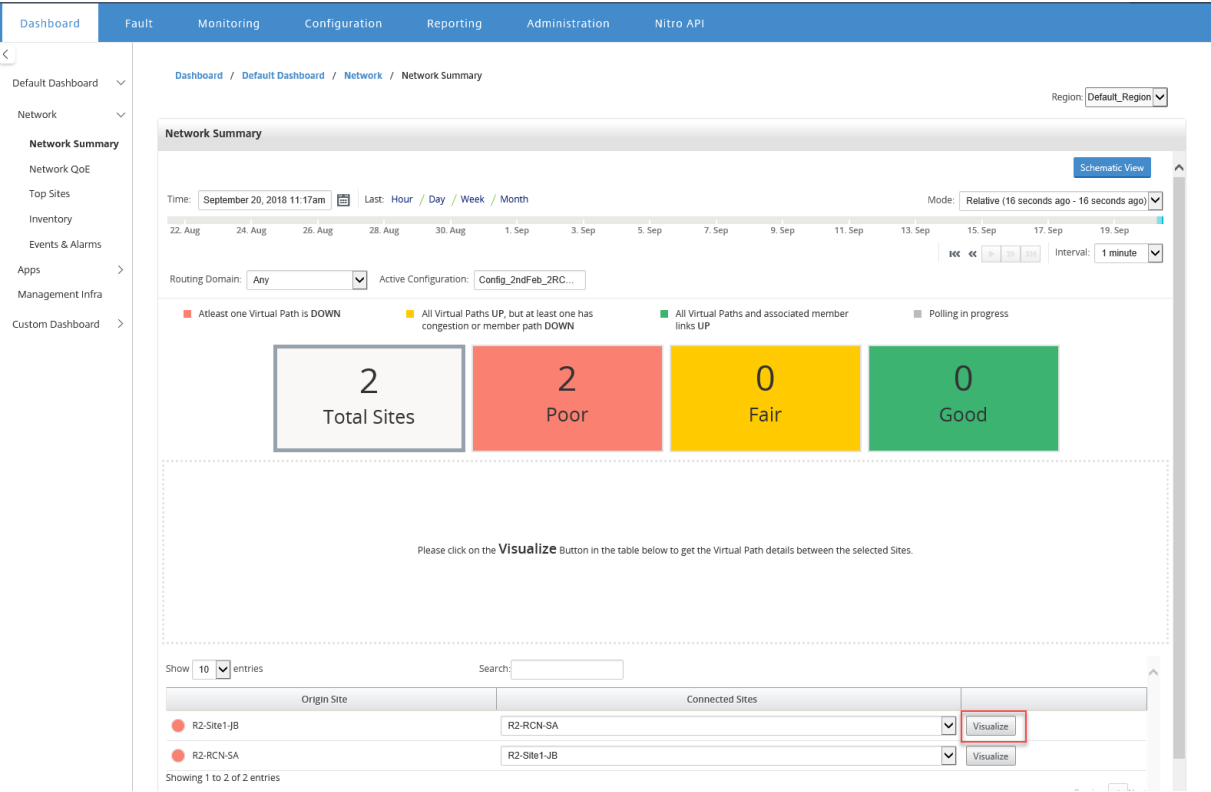 Dashboard Fault Monitoring Configuration Reporting Administration Nitro API
Default Dashboard
Network
Network Summary
Network QoE
Top Sites
Inventory
Events & Alarms
Apps
Management Infra
Custom Dashboard
Dashboard / Default Dashboard / Network / Network Summary
Region: Default_Region
Network Summary
Schematic View
Time: September 20, 2018 11:17am Last: Hour / Day / Week / Month Mode: Relative (16 seconds ago - 16 seconds ago)
22. Aug 24. Aug 26. Aug 28. Aug 30. Aug 1. Sep 3. Sep 5. Sep 7. Sep 9. Sep 11. Sep 13. Sep 15. Sep 17. Sep 19. Sep
Interval: 1 minute
Routing Domain: Any Active Configuration: Config_2ndFeb_2RC...
Atleast one Virtual Path is DOWN
All Virtual Paths UP, but at least one has
congestion or member path DOWN
All Virtual Paths and associated member
links UP
Polling in progress
2
Total Sites
2
Poor
0
Fair
0
Good
Please click on the Visualize Button in the table below to get the Virtual Path details between the selected Sites.
Show 10 entries Search:
Origin Site Connected Sites
R2-Site1-JB R2-RCN-SA Visualize
R2-RCN-SA R2-Site1-JB Visualize
Showing 1 to 2 of 2 entries